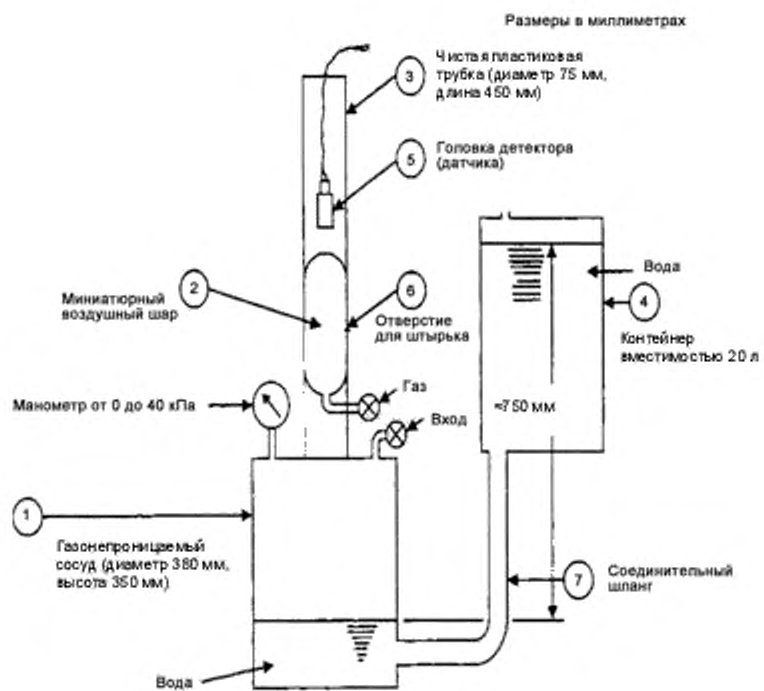 Размеры в миллиметрах
3
Чистая пластиковая
трубка (диаметр 75 мм,
длина 450 мм)
5
Головка детектора
(датчика)
2
Миниатюрный
воздушный шар
6
Отверстие
для штырька
Вода
4
Контейнер
вместимостью 20 л
Манометр от 0 до 40 кПа
Газ
Вход
≈750 мм
1
Газонепроницаемый
сосуд (диаметр 380 мм,
высота 350 мм)
7
Соединительный
шланг
Вода